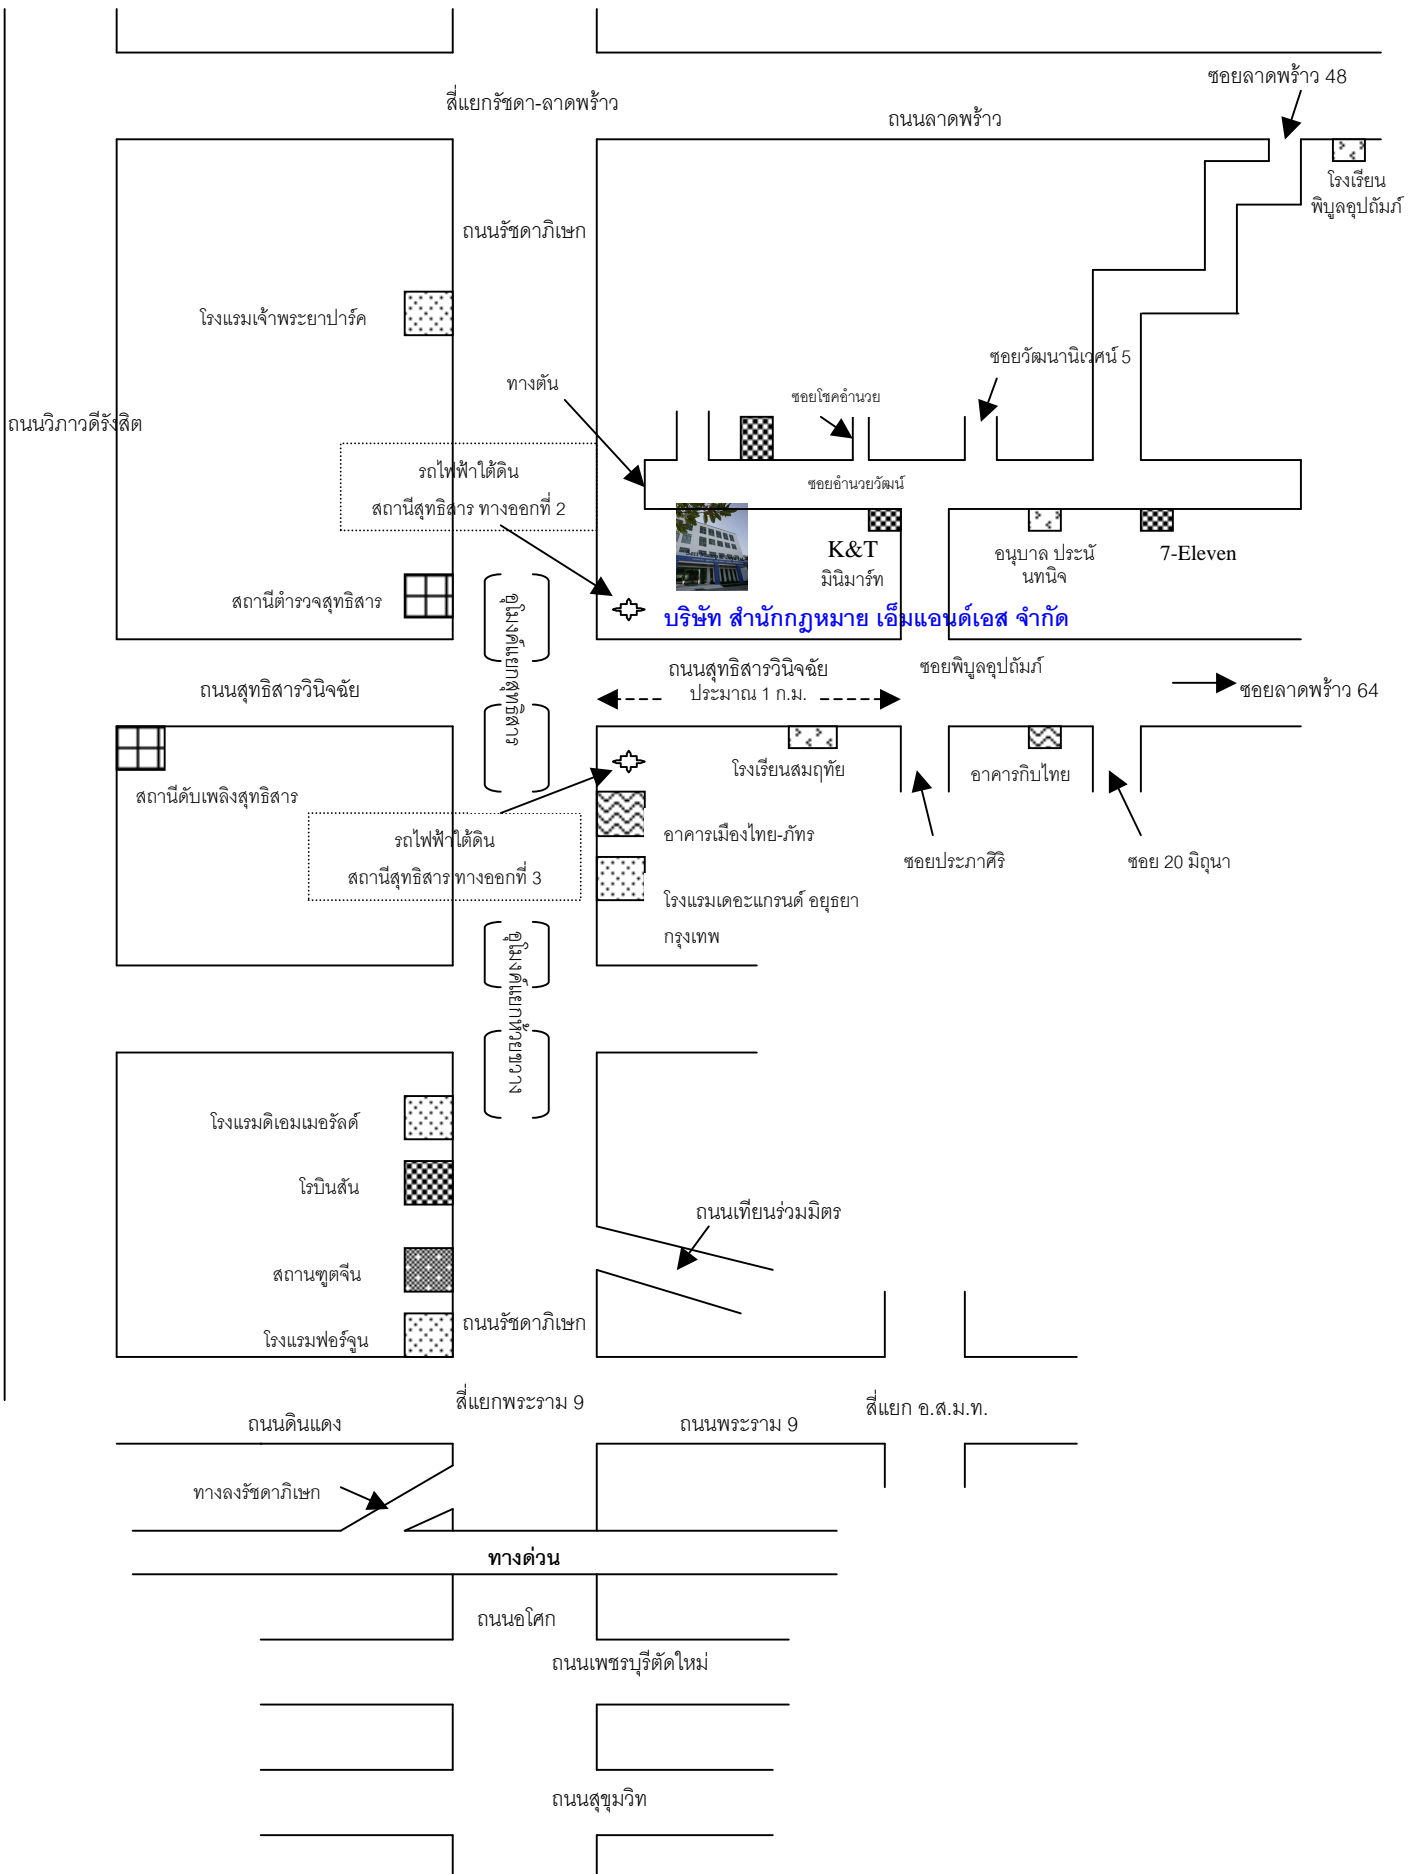 ซอยลาดพร้าว 48
สี่แยกรัชดา-ลาดพร้าว
ถนนลาดพร้าว
โรงเรียน
พิบูลอุปถัมภ์
ถนนรัชดาภิเษก
โรงแรมเจ้าพระยาปาร์ค
ซอยวัฒนานิเวศน์ 5
ทางตัน
ซอยโชคอำนวย
ถนนวิภาวดีรังสิต
รถไฟฟ้าใต้ดิน
สถานีสุทธิสาร ทางออกที่ 2
ซอยอำนวยวัฒน์
K&T
มินิมาร์ท
อนุบาล ประนั
นทนิจ
7-Eleven
สถานีตำรวจสุทธิสาร
บริษัท สำนักกฎหมาย เอ็มแอนด์เอส จำกัด
อุโมงค์แยกสุทธิสาร
ถนนสุทธิสารวินิจฉัย
ถนนสุทธิสารวินิจฉัย
ประมาณ 1 ก.ม.
ซอยพิบูลอุปถัมภ์
ซอยลาดพร้าว 64
โรงเรียนสมฤทัย
อาคารกิบไทย
สถานีดับเพลิงสุทธิสาร
รถไฟฟ้าใต้ดิน
สถานีสุทธิสาร ทางออกที่ 3
อาคารเมืองไทย-ภัทร
ซอยประภาศิริ
ซอย 20 มิถุนา
โรงแรมเดอะแกรนด์ อยุธยา
กรุงเทพ
อุโมงค์แยกห้วยขวาง
โรงแรมดิเอมเมอรัลด์
โรบินสัน
ถนนเทียนร่วมมิตร
สถานฑูตจีน
โรงแรมฟอร์จูน
ถนนรัชดาภิเษก
สี่แยกพระราม 9
สี่แยก อ.ส.ม.ท.
ถนนดินแดง
ถนนพระราม 9
ทางลงรัชดาภิเษก
ทางด่วน
ถนนอโศก
ถนนเพชรบุรีตัดใหม่
ถนนสุขุมวิท